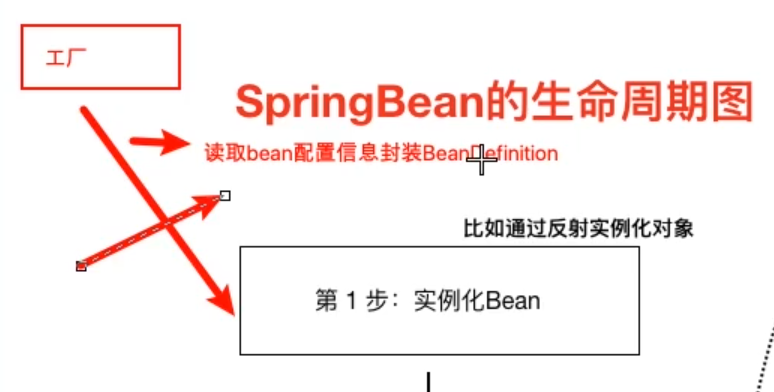 工厂
SpringBean的生命周期图
读取bean配置信息封装BeanDefinition
比如通过反射实例化对象
第 1 步：实例化Bean